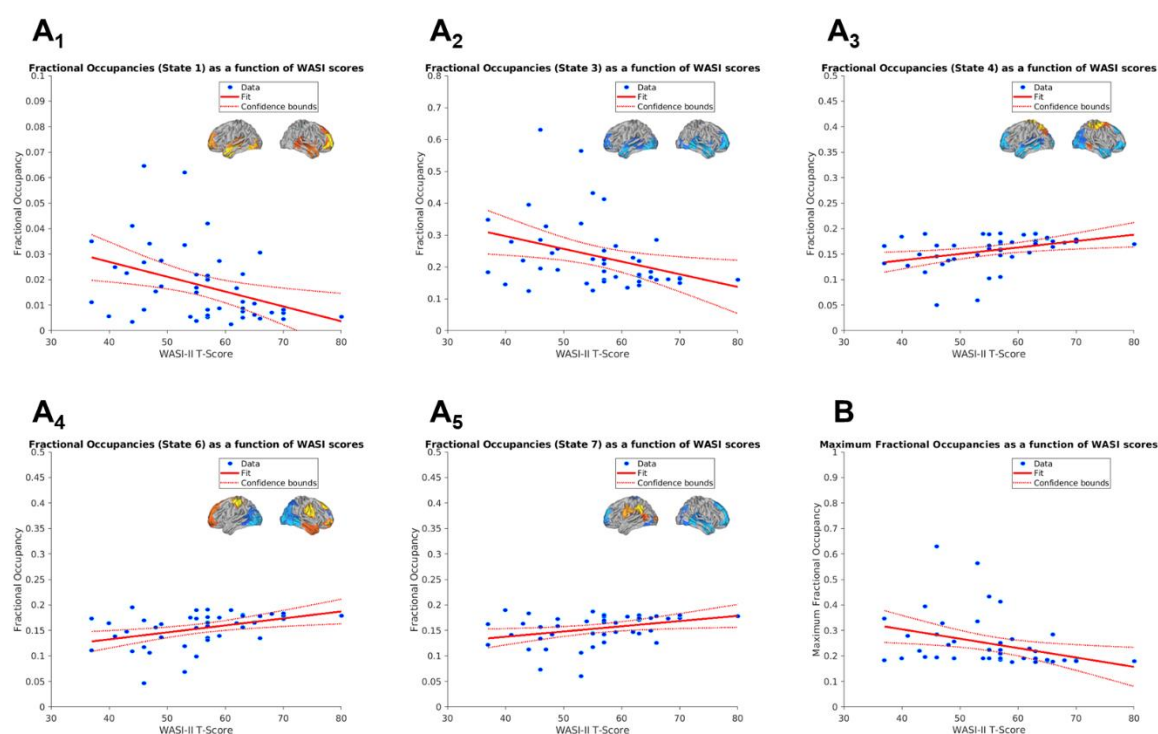 A1
Fractional Occupancies (State 1) as a function of WASI scores
0.1
0.09
0.08
0.07
0.06
0.05
0.04
0.03
0.02
0.01
0
Fractional Occupancy
Data
Fit
Confidence bounds
30 40 50 60 70 80
WASI-II T-Score
A2
Fractional Occupancies (State 3) as a function of WASI scores
0.8
0.7
0.6
0.5
0.4
0.3
0.2
0.1
0
Fractional Occupancy
Data
Fit
Confidence bounds
30 40 50 60 70 80
WASI-II T-Score
A3
Fractional Occupancies (State 4) as a function of WASI scores
0.5
0.45
0.4
0.35
0.3
0.25
0.2
0.15
0.1
0.05
0
Fractional Occupancy
Data
Fit
Confidence bounds
30 40 50 60 70 80
WASI-II T-Score
A4
Fractional Occupancies (State 6) as a function of WASI scores
0.5
0.45
0.4
0.35
0.3
0.25
0.2
0.15
0.1
0.05
0
Fractional Occupancy
Data
Fit
Confidence bounds
30 40 50 60 70 80
WASI-II T-Score
A5
Fractional Occupancies (State 7) as a function of WASI scores
0.5
0.45
0.4
0.35
0.3
0.25
0.2
0.15
0.1
0.05
0
Fractional Occupancy
Data
Fit
Confidence bounds
30 40 50 60 70 80
WASI-II T-Score
B
Maximum Fractional Occupancies as a function of WASI scores
1
0.9
0.8
0.7
0.6
0.5
0.4
0.3
0.2
0.1
0
Maximum Fractional Occupancy
Data
Fit
Confidence bounds
30 40 50 60 70 80
WASI-II T-Score